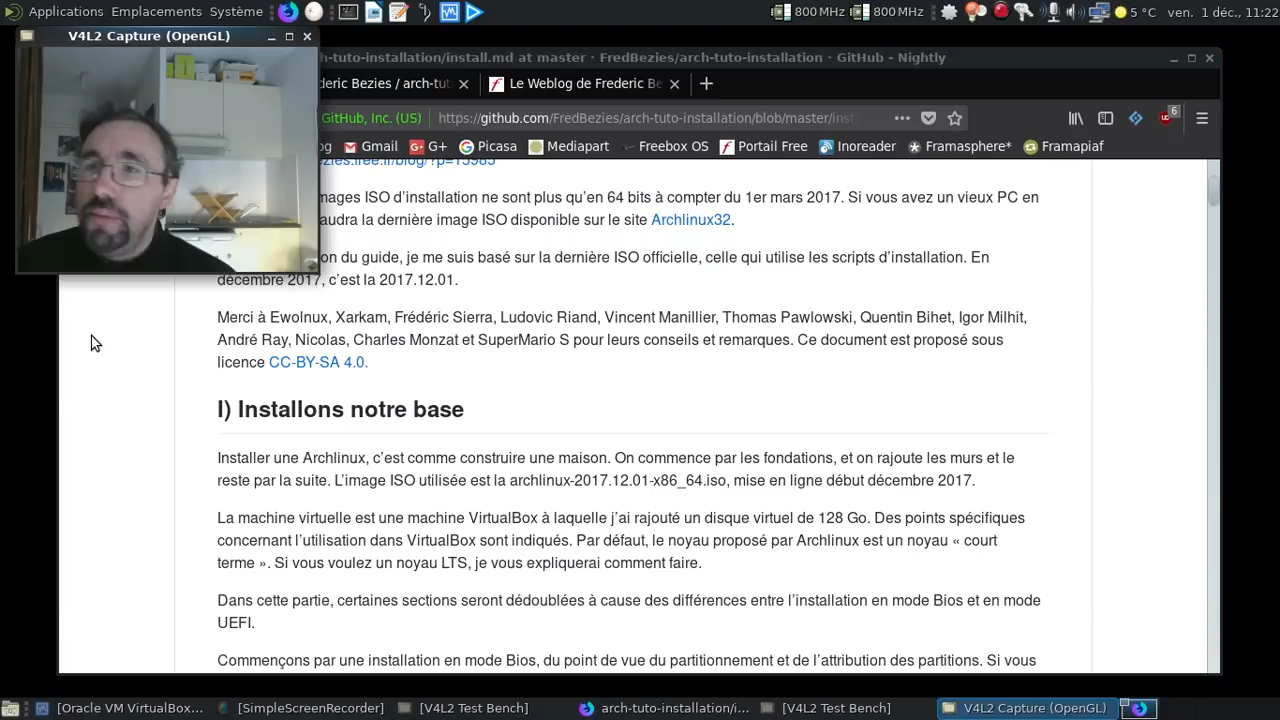 Applications Emplacements Système
800 MHz 800 MHz
5 °C ven. 1 déc., 11:22
V4L2 Capture (OpenGL)
h-tuto-installation/install.md at master · FredBezies/arch-tuto-installation · GitHub - Nightly
deric Bezies / arch-tut
Le Weblog de Frederic Be
GitHub, Inc. (US)
https://github.com/FredBezies/arch-tuto-installation/blob/master/inst
6
Gmail G+ Picasa Mediapart Freebox OS Portail Free Inoreader Framasphere* Framapiaf
zies.free.fr/blog/?p=15985
mages ISO d’installation ne sont plus qu’en 64 bits à compter du 1er mars 2017. Si vous avez un vieux PC en
audra la dernière image ISO disponible sur le site Archlinux32.
on du guide, je me suis basé sur la dernière ISO officielle, celle qui utilise les scripts d’installation. En
décembre 2017, c’est la 2017.12.01.
Merci à Ewolnux, Xarkam, Frédéric Sierra, Ludovic Riand, Vincent Manillier, Thomas Pawlowski, Quentin Bihet, Igor Milhit,
André Ray, Nicolas, Charles Monzat et SuperMario S pour leurs conseils et remarques. Ce document est proposé sous
licence CC-BY-SA 4.0.
I) Installons notre base
Installer une Archlinux, c’est comme construire une maison. On commence par les fondations, et on rajoute les murs et le
reste par la suite. L’image ISO utilisée est la archlinux-2017.12.01-x86_64.iso, mise en ligne début décembre 2017.
La machine virtuelle est une machine VirtualBox à laquelle j’ai rajouté un disque virtuel de 128 Go. Des points spécifiques
concernant l’utilisation dans VirtualBox sont indiqués. Par défaut, le noyau proposé par Archlinux est un noyau « court
terme ». Si vous voulez un noyau LTS, je vous expliquerai comment faire.
Dans cette partie, certaines sections seront dédoublées à cause des différences entre l’installation en mode Bios et en mode
UEFI.
Commençons par une installation en mode Bios, du point de vue du partitionnement et de l’attribution des partitions. Si vous
[Oracle VM VirtualBox... [SimpleScreenRecorder] [V4L2 Test Bench] arch-tuto-installation/i... [V4L2 Test Bench] V4L2 Capture (OpenGL)